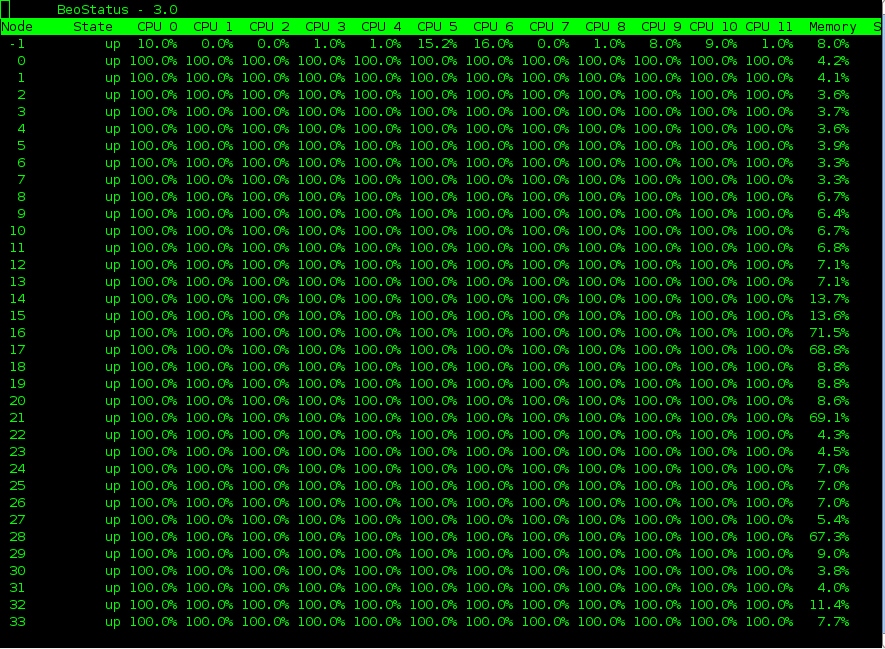 BeoStatus - 3.0
Node State CPU 0 CPU 1 CPU 2 CPU 3 CPU 4 CPU 5 CPU 6 CPU 7 CPU 8 CPU 9 CPU 10 CPU 11 Memory S
-1 up 10.0% 0.0% 0.0% 1.0% 1.0% 15.2% 16.0% 0.0% 1.0% 8.0% 9.0% 1.0% 8.0%
0 up 100.0% 100.0% 100.0% 100.0% 100.0% 100.0% 100.0% 100.0% 100.0% 100.0% 100.0% 100.0% 4.2%
1 up 100.0% 100.0% 100.0% 100.0% 100.0% 100.0% 100.0% 100.0% 100.0% 100.0% 100.0% 100.0% 4.1%
2 up 100.0% 100.0% 100.0% 100.0% 100.0% 100.0% 100.0% 100.0% 100.0% 100.0% 100.0% 100.0% 3.6%
3 up 100.0% 100.0% 100.0% 100.0% 100.0% 100.0% 100.0% 100.0% 100.0% 100.0% 100.0% 100.0% 3.7%
4 up 100.0% 100.0% 100.0% 100.0% 100.0% 100.0% 100.0% 100.0% 100.0% 100.0% 100.0% 100.0% 3.6%
5 up 100.0% 100.0% 100.0% 100.0% 100.0% 100.0% 100.0% 100.0% 100.0% 100.0% 100.0% 100.0% 3.9%
6 up 100.0% 100.0% 100.0% 100.0% 100.0% 100.0% 100.0% 100.0% 100.0% 100.0% 100.0% 100.0% 3.3%
7 up 100.0% 100.0% 100.0% 100.0% 100.0% 100.0% 100.0% 100.0% 100.0% 100.0% 100.0% 100.0% 3.3%
8 up 100.0% 100.0% 100.0% 100.0% 100.0% 100.0% 100.0% 100.0% 100.0% 100.0% 100.0% 100.0% 6.7%
9 up 100.0% 100.0% 100.0% 100.0% 100.0% 100.0% 100.0% 100.0% 100.0% 100.0% 100.0% 100.0% 6.4%
10 up 100.0% 100.0% 100.0% 100.0% 100.0% 100.0% 100.0% 100.0% 100.0% 100.0% 100.0% 100.0% 6.7%
11 up 100.0% 100.0% 100.0% 100.0% 100.0% 100.0% 100.0% 100.0% 100.0% 100.0% 100.0% 100.0% 6.8%
12 up 100.0% 100.0% 100.0% 100.0% 100.0% 100.0% 100.0% 100.0% 100.0% 100.0% 100.0% 100.0% 7.1%
13 up 100.0% 100.0% 100.0% 100.0% 100.0% 100.0% 100.0% 100.0% 100.0% 100.0% 100.0% 100.0% 7.1%
14 up 100.0% 100.0% 100.0% 100.0% 100.0% 100.0% 100.0% 100.0% 100.0% 100.0% 100.0% 100.0% 13.7%
15 up 100.0% 100.0% 100.0% 100.0% 100.0% 100.0% 100.0% 100.0% 100.0% 100.0% 100.0% 100.0% 13.6%
16 up 100.0% 100.0% 100.0% 100.0% 100.0% 100.0% 100.0% 100.0% 100.0% 100.0% 100.0% 100.0% 71.5%
17 up 100.0% 100.0% 100.0% 100.0% 100.0% 100.0% 100.0% 100.0% 100.0% 100.0% 100.0% 100.0% 68.8%
18 up 100.0% 100.0% 100.0% 100.0% 100.0% 100.0% 100.0% 100.0% 100.0% 100.0% 100.0% 100.0% 8.8%
19 up 100.0% 100.0% 100.0% 100.0% 100.0% 100.0% 100.0% 100.0% 100.0% 100.0% 100.0% 100.0% 8.8%
20 up 100.0% 100.0% 100.0% 100.0% 100.0% 100.0% 100.0% 100.0% 100.0% 100.0% 100.0% 100.0% 8.6%
21 up 100.0% 100.0% 100.0% 100.0% 100.0% 100.0% 100.0% 100.0% 100.0% 100.0% 100.0% 100.0% 69.1%
22 up 100.0% 100.0% 100.0% 100.0% 100.0% 100.0% 100.0% 100.0% 100.0% 100.0% 100.0% 100.0% 4.3%
23 up 100.0% 100.0% 100.0% 100.0% 100.0% 100.0% 100.0% 100.0% 100.0% 100.0% 100.0% 100.0% 4.5%
24 up 100.0% 100.0% 100.0% 100.0% 100.0% 100.0% 100.0% 100.0% 100.0% 100.0% 100.0% 100.0% 7.0%
25 up 100.0% 100.0% 100.0% 100.0% 100.0% 100.0% 100.0% 100.0% 100.0% 100.0% 100.0% 100.0% 7.0%
26 up 100.0% 100.0% 100.0% 100.0% 100.0% 100.0% 100.0% 100.0% 100.0% 100.0% 100.0% 100.0% 7.0%
27 up 100.0% 100.0% 100.0% 100.0% 100.0% 100.0% 100.0% 100.0% 100.0% 100.0% 100.0% 100.0% 5.4%
28 up 100.0% 100.0% 100.0% 100.0% 100.0% 100.0% 100.0% 100.0% 100.0% 100.0% 100.0% 100.0% 67.3%
29 up 100.0% 100.0% 100.0% 100.0% 100.0% 100.0% 100.0% 100.0% 100.0% 100.0% 100.0% 100.0% 9.0%
30 up 100.0% 100.0% 100.0% 100.0% 100.0% 100.0% 100.0% 100.0% 100.0% 100.0% 100.0% 100.0% 3.8%
31 up 100.0% 100.0% 100.0% 100.0% 100.0% 100.0% 100.0% 100.0% 100.0% 100.0% 100.0% 100.0% 4.0%
32 up 100.0% 100.0% 100.0% 100.0% 100.0% 100.0% 100.0% 100.0% 100.0% 100.0% 100.0% 100.0% 11.4%
33 up 100.0% 100.0% 100.0% 100.0% 100.0% 100.0% 100.0% 100.0% 100.0% 100.0% 100.0% 100.0% 7.7%